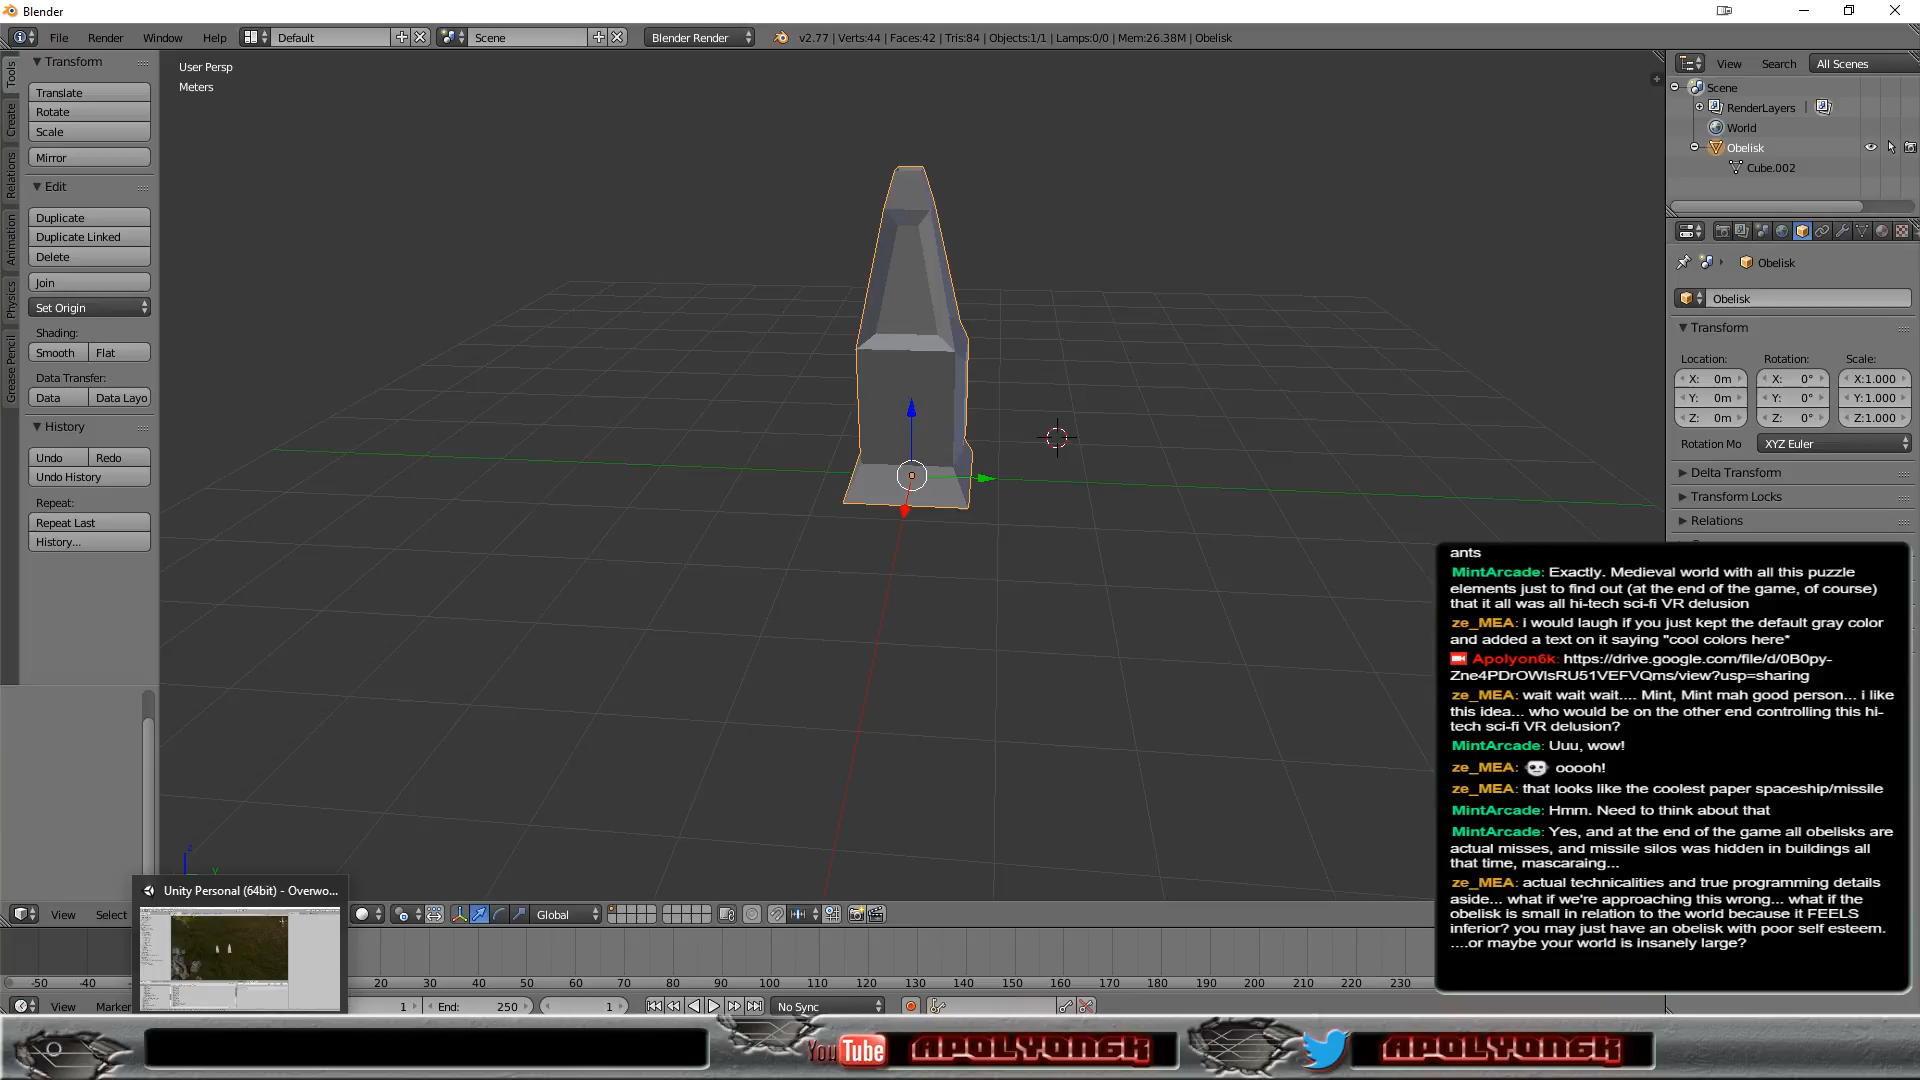 Blender
File Render Window Help Default Scene Blender Render v2.77 | Verts:44 | Faces:42 | Tris:84 | Objects:1/1 | Lamps:0/0 | Mem:26.38M | Obelisk
Tools
Create
Relations
Animation
Physics
Grease Pencil
Transform
Translate
Rotate
Scale
Mirror
Edit
Duplicate
Duplicate Linked
Delete
Join
Set Origin
Shading:
Smooth Flat
Data Transfer:
Data Data Layo
History
Undo Redo
Undo History
Repeat:
Repeat Last
History...
User Persp
Meters
z
y
View Search All Scenes
Scene
RenderLayers |
World
Obelisk
Cube.002
Obelisk
Obelisk
Transform
Location: Rotation: Scale:
X: 0m X: 0° X:1.000
Y: 0m Y: 0° Y:1.000
Z: 0m Z: 0° Z:1.000
Rotation Mo XYZ Euler
Delta Transform
Transform Locks
Relations
ants
MintArcade: Exactly. Medieval world with all this puzzle
elements just to find out (at the end of the game, of course)
that it all was all hi-tech sci-fi VR delusion
ze_MEA: i would laugh if you just kept the default gray color
and added a text on it saying "cool colors here*
Apolyon6k: https://drive.google.com/file/d/0B0py-
Zne4PDrOWlsRU51VEFVQms/view?usp=sharing
ze_MEA: wait wait wait.... Mint, Mint mah good person... i like
this idea... who would be on the other end controlling this hi-
tech sci-fi VR delusion?
MintArcade: Uuu, wow!
ze_MEA: ooooh!
ze_MEA: that looks like the coolest paper spaceship/missile
MintArcade: Hmm. Need to think about that
MintArcade: Yes, and at the end of the game all obelisks are
actual misses, and missile silos was hidden in buildings all
that time, mascaraing...
ze_MEA: actual technicalities and true programming details
aside... what if we're approaching this wrong... what if the
obelisk is small in relation to the world because it FEELS
inferior? you may just have an obelisk with poor self esteem.
....or maybe your world is insanely large?
Unity Personal (64bit) - Overwo...
View Select Global
-50 -40 20 30 40 50 60 70 80 90 100 110 120 130 140 150 160 170 180 190 200 210 220 230
View Marker 1 End: 250 1 No Sync
YouTube APOLYON6K APOLYON6K